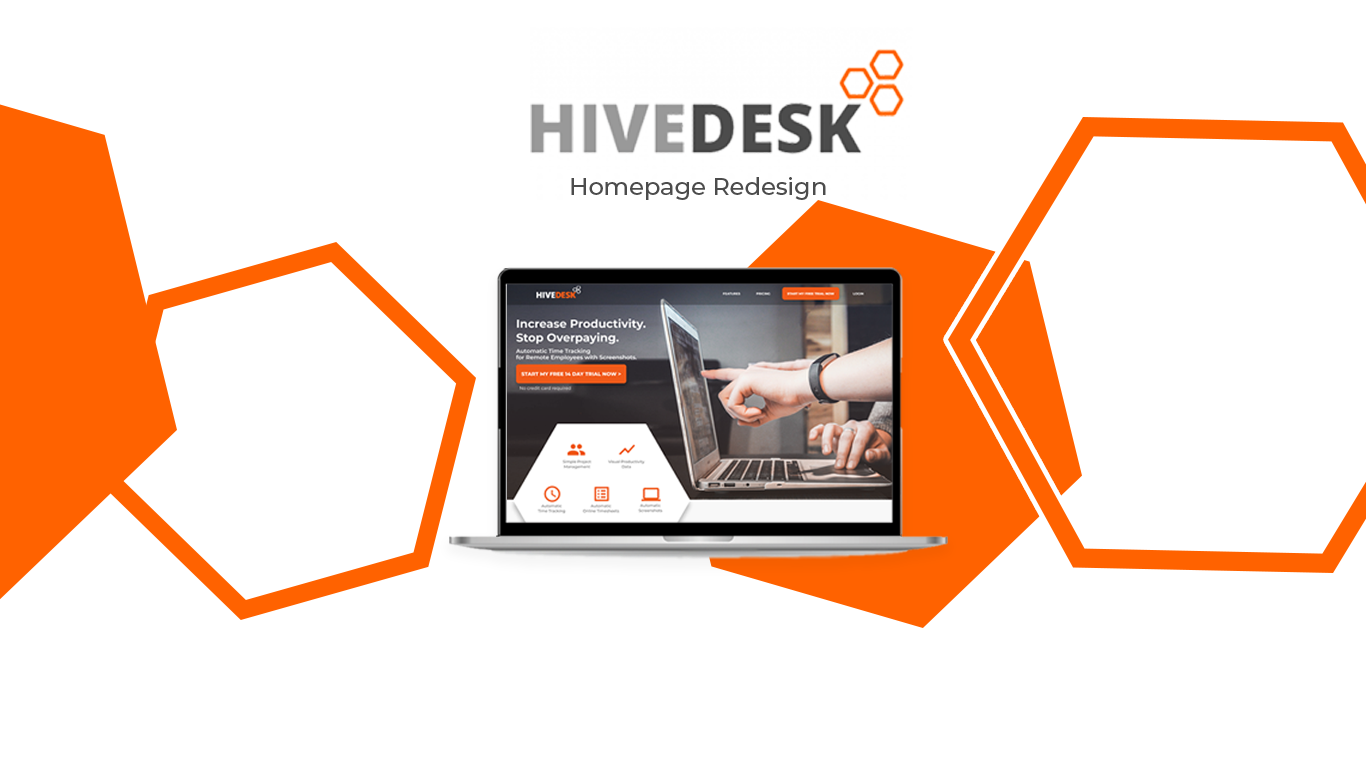 HIVEDESK
Homepage Redesign
HIVEDESK
FEATURES
PRICING
START MY FREE TRIAL NOW
LOGIN
Increase Productivity.
Stop Overpaying.
Automatic Time Tracking
for Remote Employees with Screenshots.
START MY FREE 14 DAY TRIAL NOW >
No credit card required
Simple Project
Management
Visual Productivity
Data
Automatic
Time Tracking
Automatic
Online Timesheets
Automatic
Screenshots